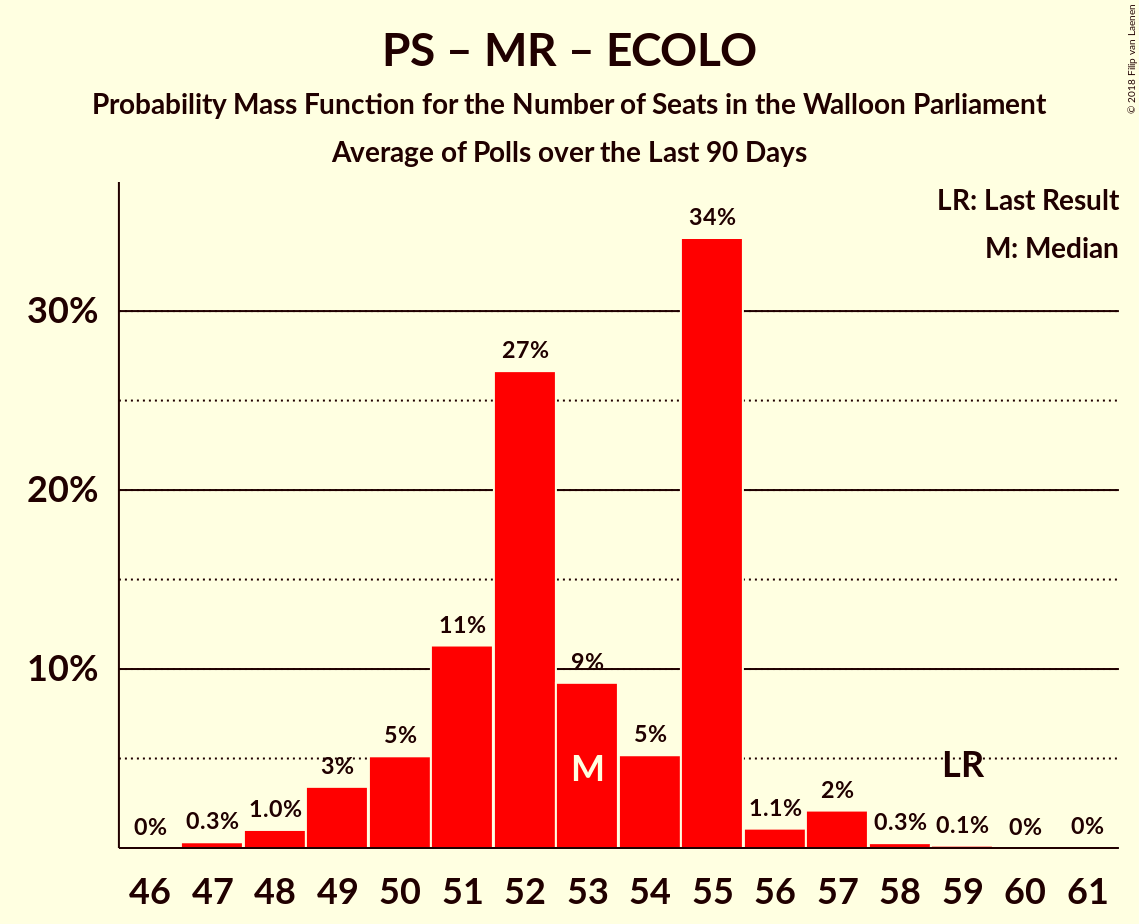 PS – MR – ECOLO
Probability Mass Function for the Number of Seats in the Walloon Parliament
Average of Polls over the Last 90 Days
© 2018 Filip van Laenen
LR: Last Result
M: Median
30%
20%
10%
0%
0.3%
1.0%
3%
5%
11%
27%
9%
5%
34%
1.1%
2%
0.3%
0.1%
0%
0%
M
LR
46 47 48 49 50 51 52 53 54 55 56 57 58 59 60 61